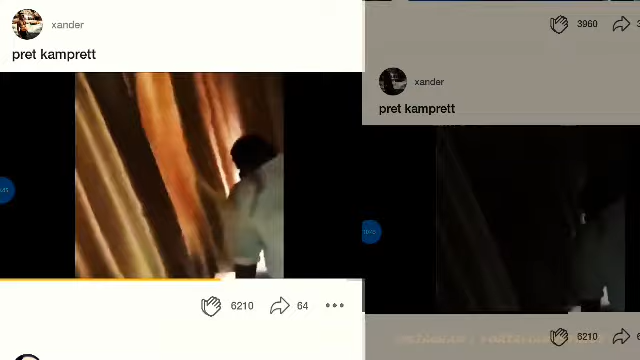 xander
pret kamprett
6210
64
3960
xander
pret kamprett
6210